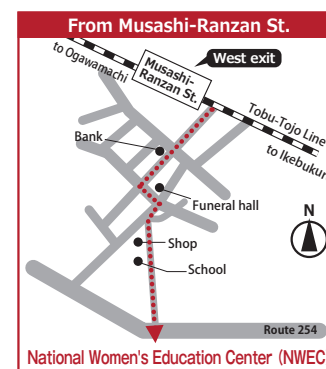 From Musashi-Ranzan St.
to Ogawamachi
Musashi-
Ranzan St.
West exit
Tobu-Tojo Line
to Ikebukur
Bank
Funeral hall
N
Shop
School
Route 254
National Women's Education Center (NWEC